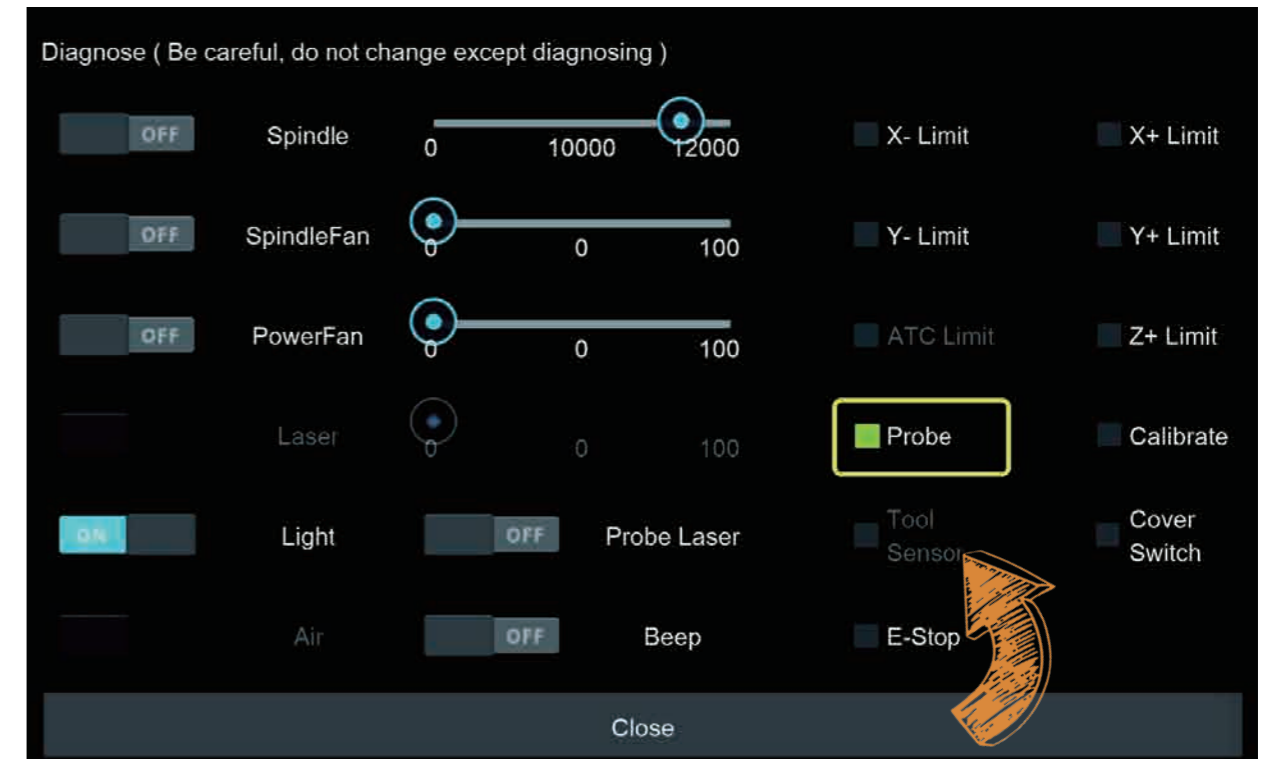 Diagnose ( Be careful, do not change except diagnosing )
OFF Spindle 0 10000 12000 X- Limit X+ Limit
OFF SpindleFan 0 0 100 Y- Limit Y+ Limit
OFF PowerFan 0 0 100 ATC Limit Z+ Limit
Laser 0 0 100 Probe Calibrate
ON Light OFF Probe Laser Tool Sensor Cover Switch
Air OFF Beep E-Stop
Close